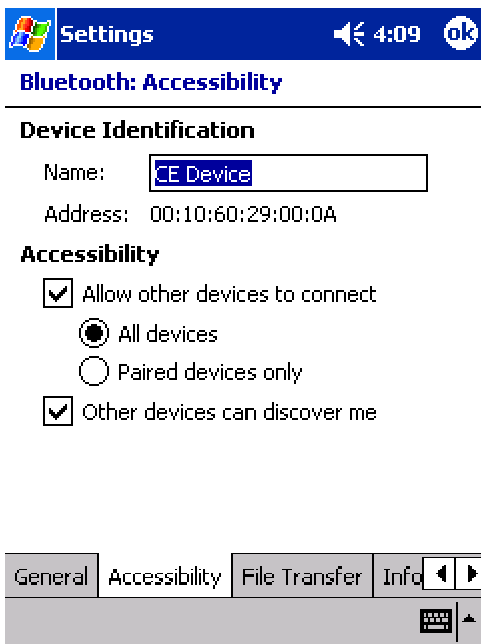 Settings 4:09 ok
Bluetooth: Accessibility
Device Identification
Name: CE Device
Address: 00:10:60:29:00:0A
Accessibility
Allow other devices to connect
All devices
Paired devices only
Other devices can discover me
General Accessibility File Transfer Info